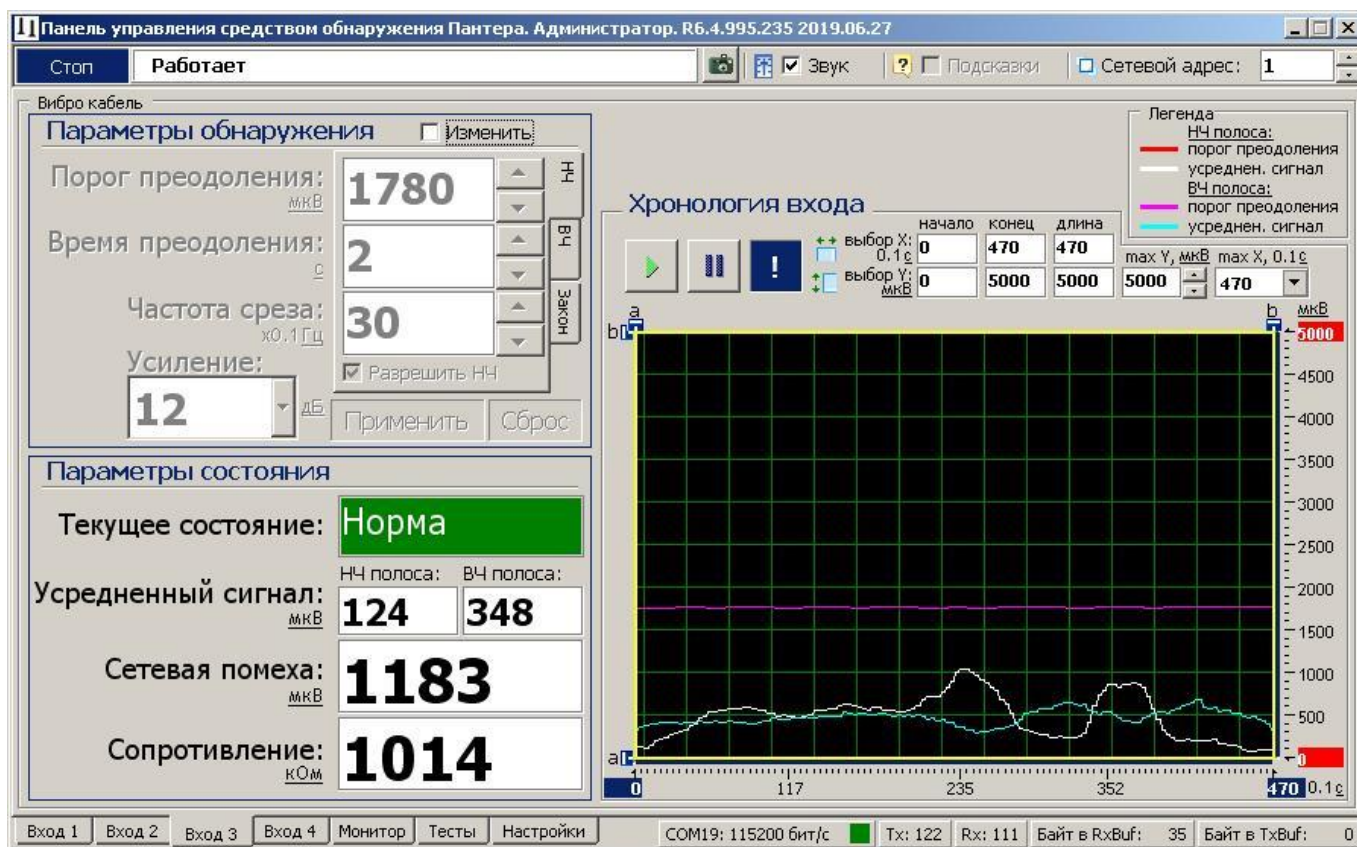 Панель управления средством обнаружения Пантера. Администратор. R6.4.995.235 2019.06.27
Стоп Работает Звук Подсказки Сетевой адрес: 1
Вибро кабель
Параметры обнаружения Изменить
Порог преодоления: 1780
мкВ
Время преодоления: 2
с
Частота среза: 30
x0.1Гц
Усиление: Разрешить НЧ
12 дБ
Применить Сброс
НЧ
ВЧ
Закон
Параметры состояния
Текущее состояние: Норма
НЧ полоса: ВЧ полоса:
Усредненный сигнал: 124 348
мкВ
Сетевая помеха: 1183
мкВ
Сопротивление: 1014
кОм
Легенда
НЧ полоса:
порог преодоления
усреднен. сигнал
ВЧ полоса:
порог преодоления
усреднен. сигнал
Хронология входа
начало конец длина
выбор X: 0 470 470
0.1с
выбор Y: 0 5000 5000
мкВ
max Y, мкВ max X, 0.1с
5000 470
!
a b мкВ
b 5000
4500
4000
3500
3000
2500
2000
1500
1000
500
a 0
0 117 235 352 470 0.1с
Вход 1 Вход 2 Вход 3 Вход 4 Монитор Тесты Настройки COM19: 115200 бит/с Tx: 122 Rx: 111 Байт в RxBuf: 35 Байт в TxBuf: 0